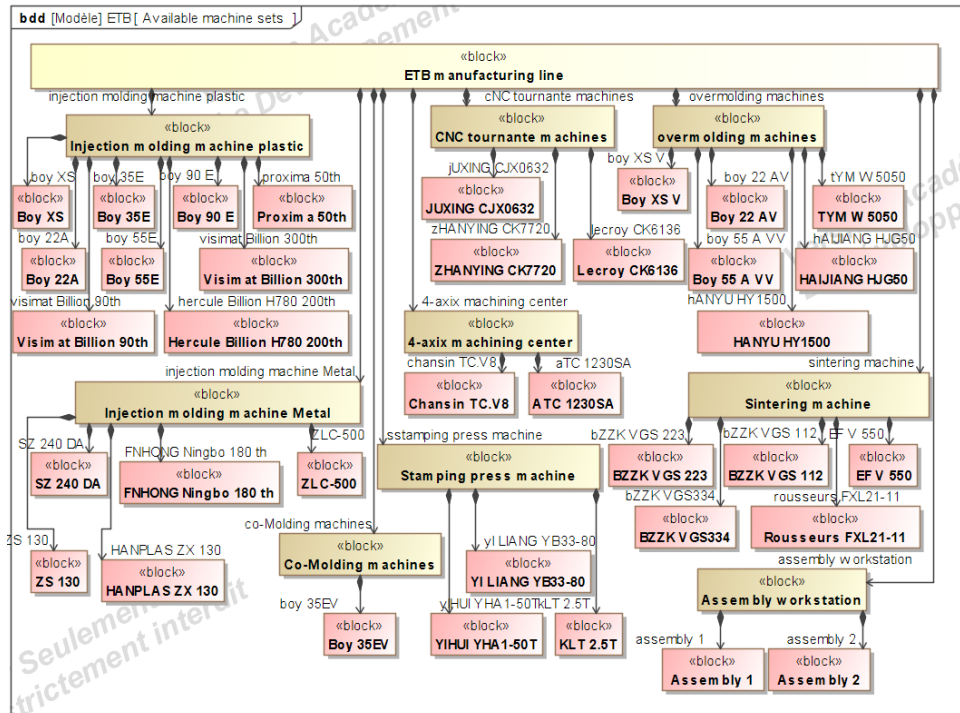 bdd [Modèle] ETB [ Available machine sets ]
«block»
ETB manufacturing line
injection molding machine plastic
cNC tournante machines
overmolding machines
«block»
Injection molding machine plastic
«block»
CNC tournante machines
«block»
overmolding machines
boy XS
boy 35E
boy 90 E
proxima 50th
jUXING CJX0632
boy XS V
boy 22 AV
tYM W 5050
«block»
Boy XS
«block»
Boy 35E
«block»
Boy 90 E
«block»
Proxima 50th
«block»
JUXING CJX0632
«block»
Boy XS V
«block»
Boy 22 AV
«block»
TYM W 5050
boy 22A
boy 55E
visimat Billion 300th
zHANYING CK7720
lecroy CK6136
boy 55 A VV
hAIJIANG HJG50
«block»
Boy 22A
«block»
Boy 55E
«block»
Visimat Billion 300th
«block»
ZHANYING CK7720
«block»
Lecroy CK6136
«block»
Boy 55 A VV
«block»
HAIJIANG HJG50
visimat Billion 90th
hercule Billion H780 200th
4-axix machining center
hANYU HY1500
«block»
Visimat Billion 90th
«block»
Hercule Billion H780 200th
«block»
4-axix machining center
«block»
HANYU HY1500
injection molding machine Metal
chansin TC.V8
aTC 1230SA
sintering machine
«block»
Injection molding machine Metal
«block»
Chansin TC.V8
«block»
ATC 1230SA
«block»
Sintering machine
SZ 240 DA
FNHONG Ningbo 180 th
ZLC-500
sstamping press machine
bZZK VGS 223
bZZK VGS 112
EF V 550
«block»
SZ 240 DA
«block»
FNHONG Ningbo 180 th
«block»
ZLC-500
«block»
Stamping press machine
«block»
BZZK VGS 223
«block»
BZZK VGS 112
«block»
EF V 550
bZZK VGS334
rousseurs FXL21-11
«block»
BZZK VGS334
«block»
Rousseurs FXL21-11
ZS 130
HANPLAS ZX 130
co-Molding machines
yI LIANG YB33-80
assembly workstation
«block»
ZS 130
«block»
HANPLAS ZX 130
«block»
Co-Molding machines
«block»
YI LIANG YB33-80
«block»
Assembly workstation
boy 35EV
yIHUI YHA1-50T
kLT 2.5T
assembly 1
assembly 2
«block»
Boy 35EV
«block»
YIHUI YHA1-50T
«block»
KLT 2.5T
«block»
Assembly 1
«block»
Assembly 2